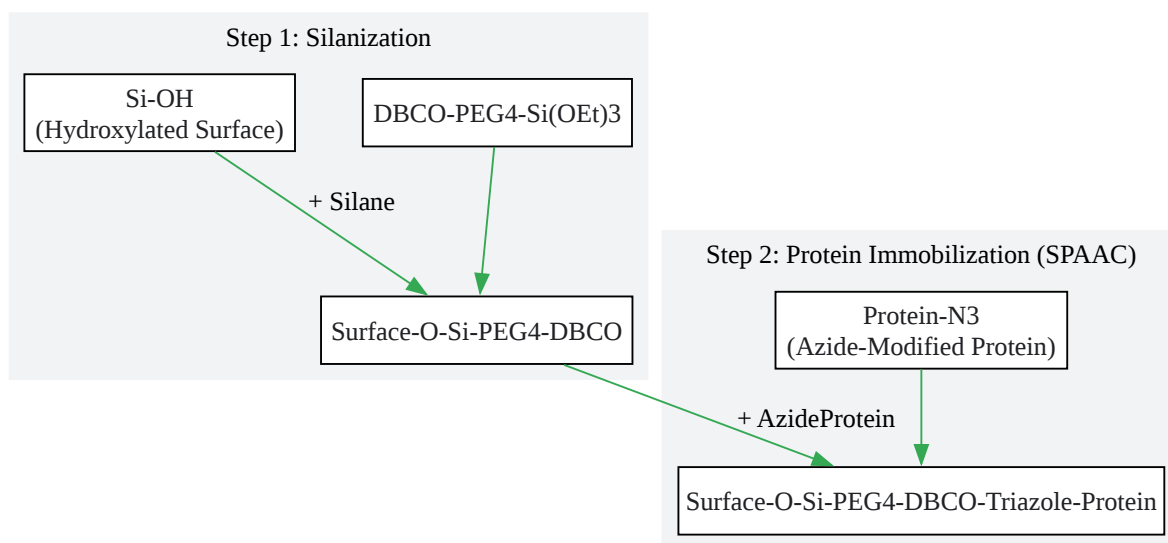 Step 1: Silanization
Si-OH
(Hydroxylated Surface)
DBCO-PEG4-Si(OEt)3
+ Silane
Surface-O-Si-PEG4-DBCO
Step 2: Protein Immobilization (SPAAC)
Protein-N3
(Azide-Modified Protein)
+ AzideProtein
Surface-O-Si-PEG4-DBCO-Triazole-Protein